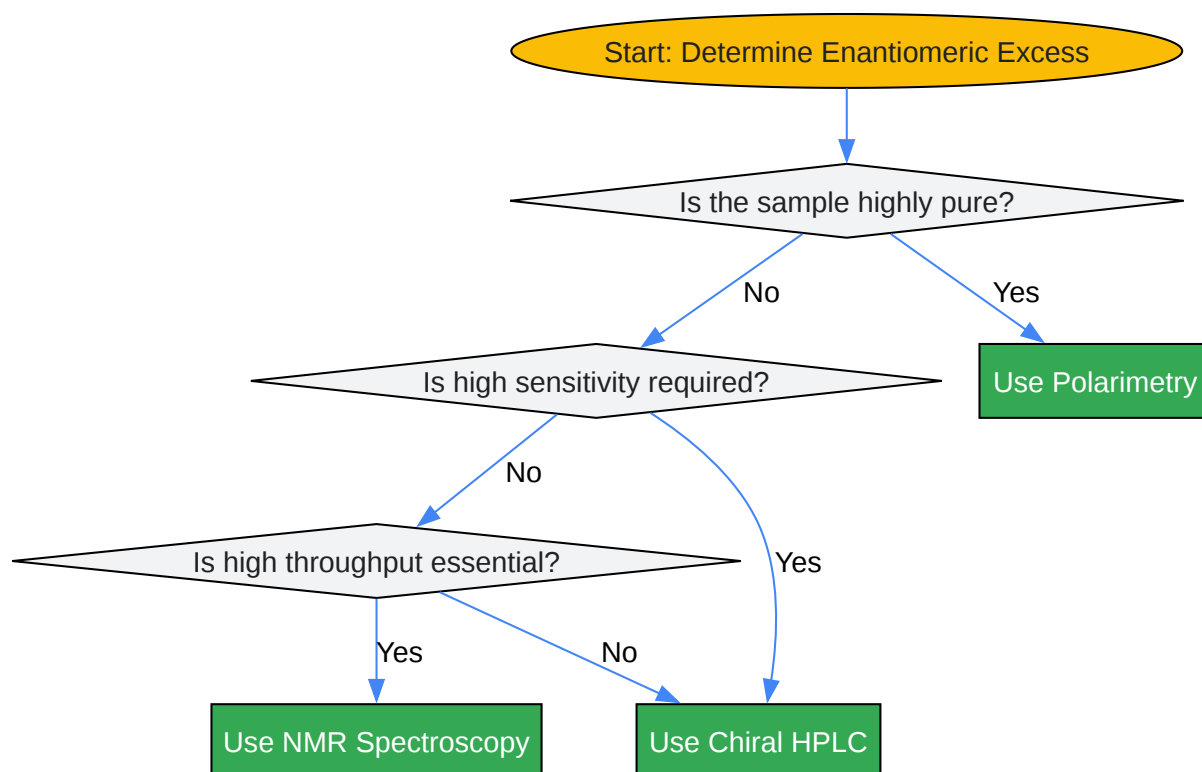 Start: Determine Enantiomeric Excess
Is the sample highly pure?
No
Yes
Is high sensitivity required?
Use Polarimetry
No
Yes
Is high throughput essential?
Yes
No
Use NMR Spectroscopy
Use Chiral HPLC